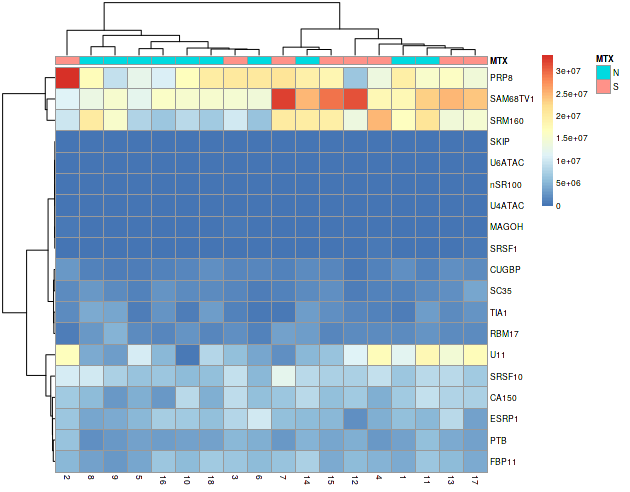 MTX
PRP8
SAM68TV1
SRM160
SKIP
U6ATAC
nSR100
U4ATAC
MAGOH
SRSF1
CUGBP
SC35
TIA1
RBM17
U11
SRSF10
CA150
ESRP1
PTB
FBP11
2 8 9 5 16 10 18 3 6 7 14 15 12 4 1 11 13 17
3e+07
2.5e+07
2e+07
1.5e+07
1e+07
5e+06
0
MTX
N
S